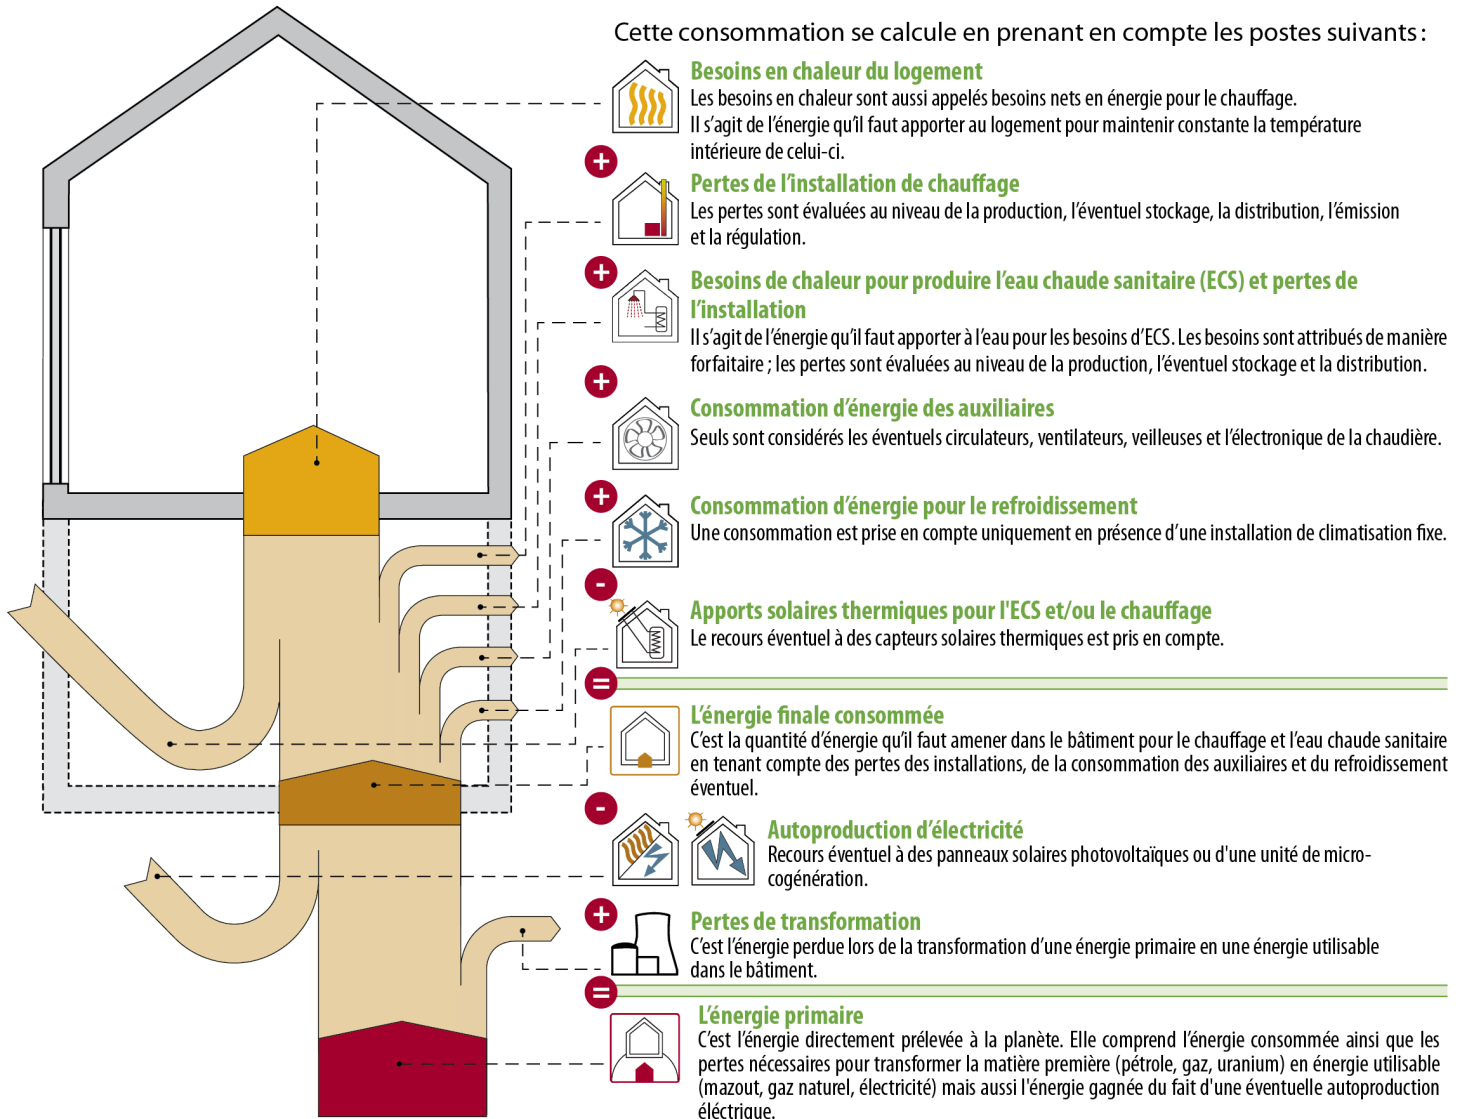 Cette consommation se calcule en prenant en compte les postes suivants :
Besoins en chaleur du logement
Les besoins en chaleur sont aussi appelés besoins nets en énergie pour le chauffage.
Il s’agit de l’énergie qu’il faut apporter au logement pour maintenir constante la température
intérieure de celui-ci.
+
Pertes de l’installation de chauffage
Les pertes sont évaluées au niveau de la production, l’éventuel stockage, la distribution, l’émission
et la régulation.
+
Besoins de chaleur pour produire l’eau chaude sanitaire (ECS) et pertes de
l’installation
Il s’agit de l’énergie qu’il faut apporter à l’eau pour les besoins d’ECS. Les besoins sont attribués de manière
forfaitaire ; les pertes sont évaluées au niveau de la production, l’éventuel stockage et la distribution.
+
Consommation d’énergie des auxiliaires
Seuls sont considérés les éventuels circulateurs, ventilateurs, veilleuses et l’électronique de la chaudière.
+
Consommation d’énergie pour le refroidissement
Une consommation est prise en compte uniquement en présence d’une installation de climatisation fixe.
-
Apports solaires thermiques pour l'ECS et/ou le chauffage
Le recours éventuel à des capteurs solaires thermiques est pris en compte.
=
L’énergie finale consommée
C’est la quantité d’énergie qu’il faut amener dans le bâtiment pour le chauffage et l’eau chaude sanitaire
en tenant compte des pertes des installations, de la consommation des auxiliaires et du refroidissement
éventuel.
-
Autoproduction d’électricité
Recours éventuel à des panneaux solaires photovoltaïques ou d'une unité de micro-
cogénération.
+
Pertes de transformation
C’est l’énergie perdue lors de la transformation d’une énergie primaire en une énergie utilisable
dans le bâtiment.
=
L’énergie primaire
C’est l’énergie directement prélevée à la planète. Elle comprend l’énergie consommée ainsi que les
pertes nécessaires pour transformer la matière première (pétrole, gaz, uranium) en énergie utilisable
(mazout, gaz naturel, électricité) mais aussi l'énergie gagnée du fait d'une éventuelle autoproduction
éléctrique.